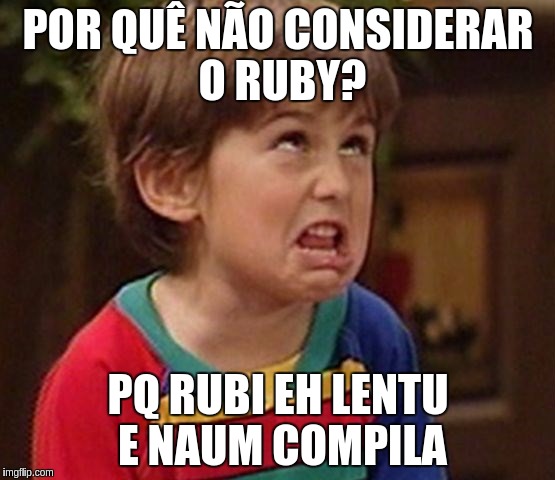 POR QUÊ NÃO CONSIDERAR
O RUBY?
PQ RUBI EH LENTU
E NAUM COMPILA
imgflip.com